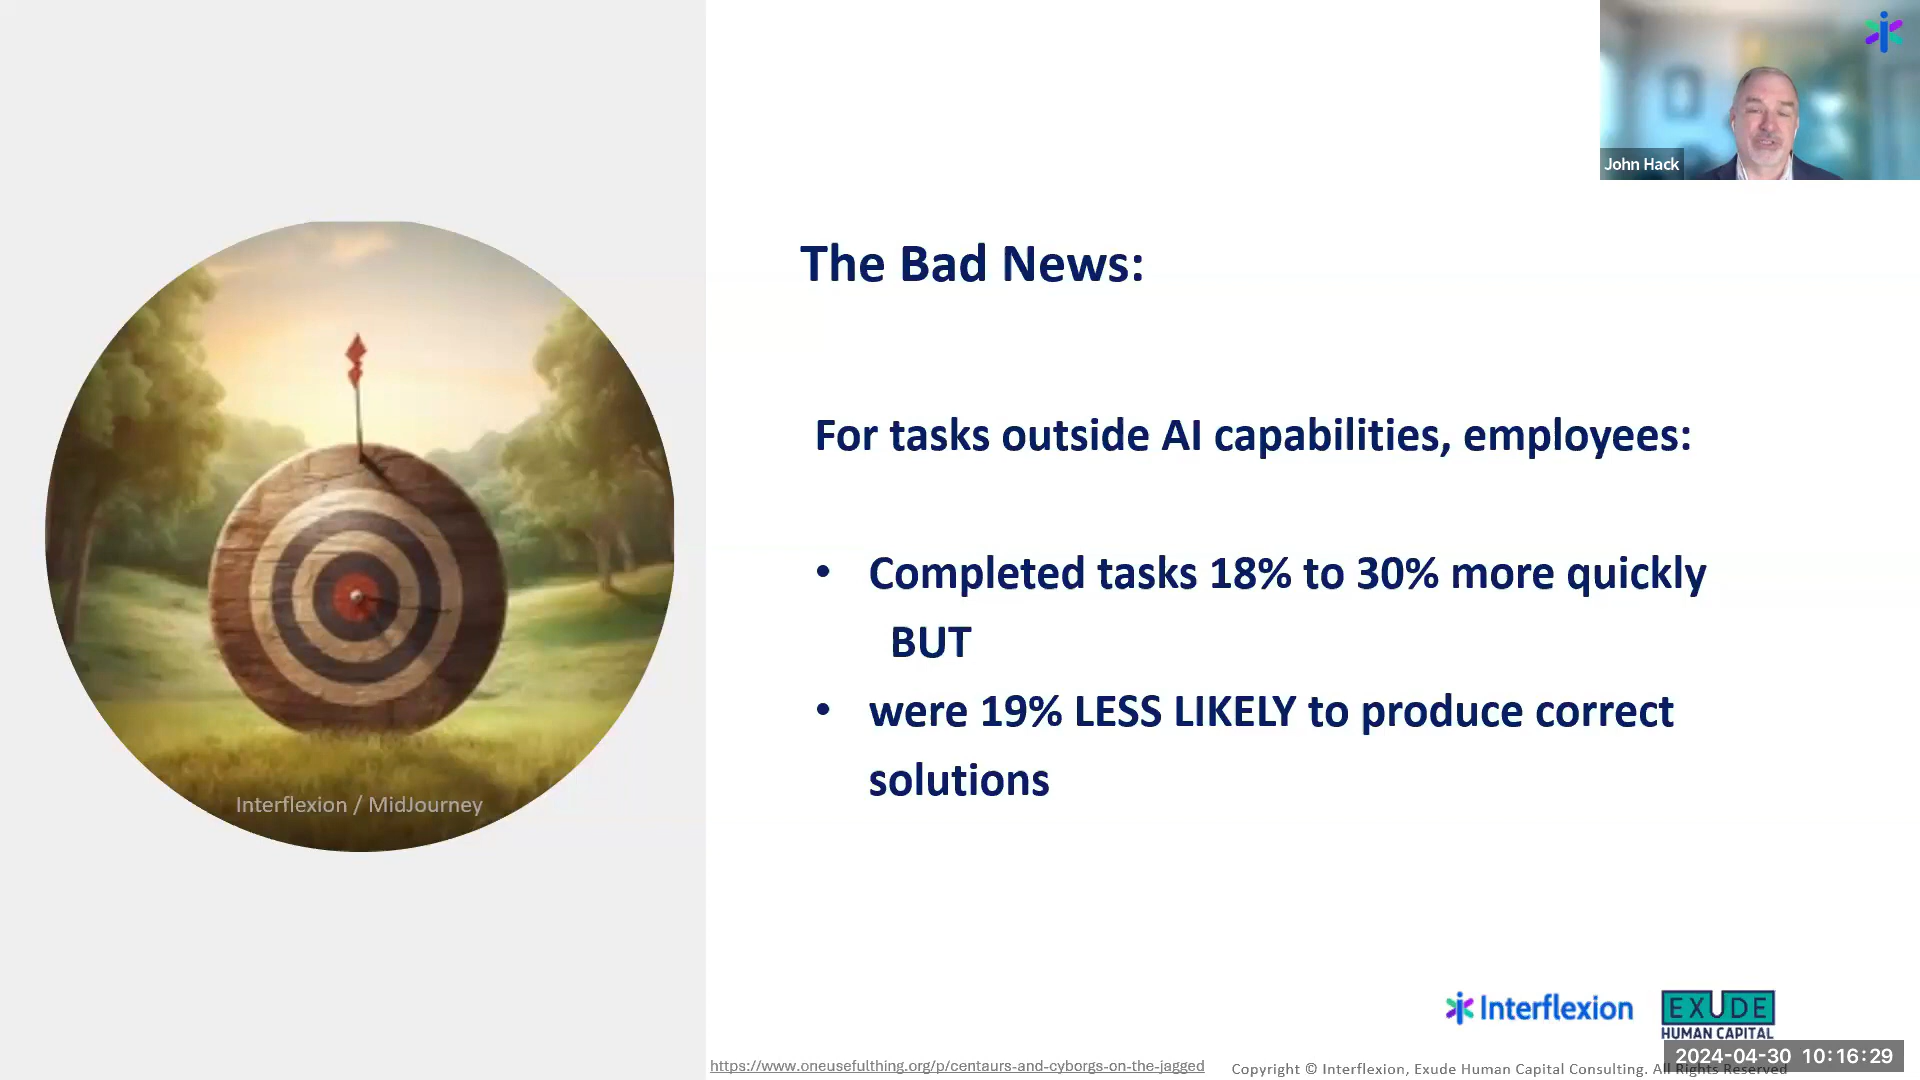 John Hack
The Bad News:
For tasks outside AI capabilities, employees:
• Completed tasks 18% to 30% more quickly
BUT
• were 19% LESS LIKELY to produce correct
solutions
Interflexion / MidJourney
Interflexion
EXUDE
HUMAN CAPITAL
2024-04-30 10:16:29
https://www.oneusefulthing.org/p/centaurs-and-cyborgs-on-the-jagged
Copyright © Interflexion, Exude Human Capital Consulting. All Rights Reserved